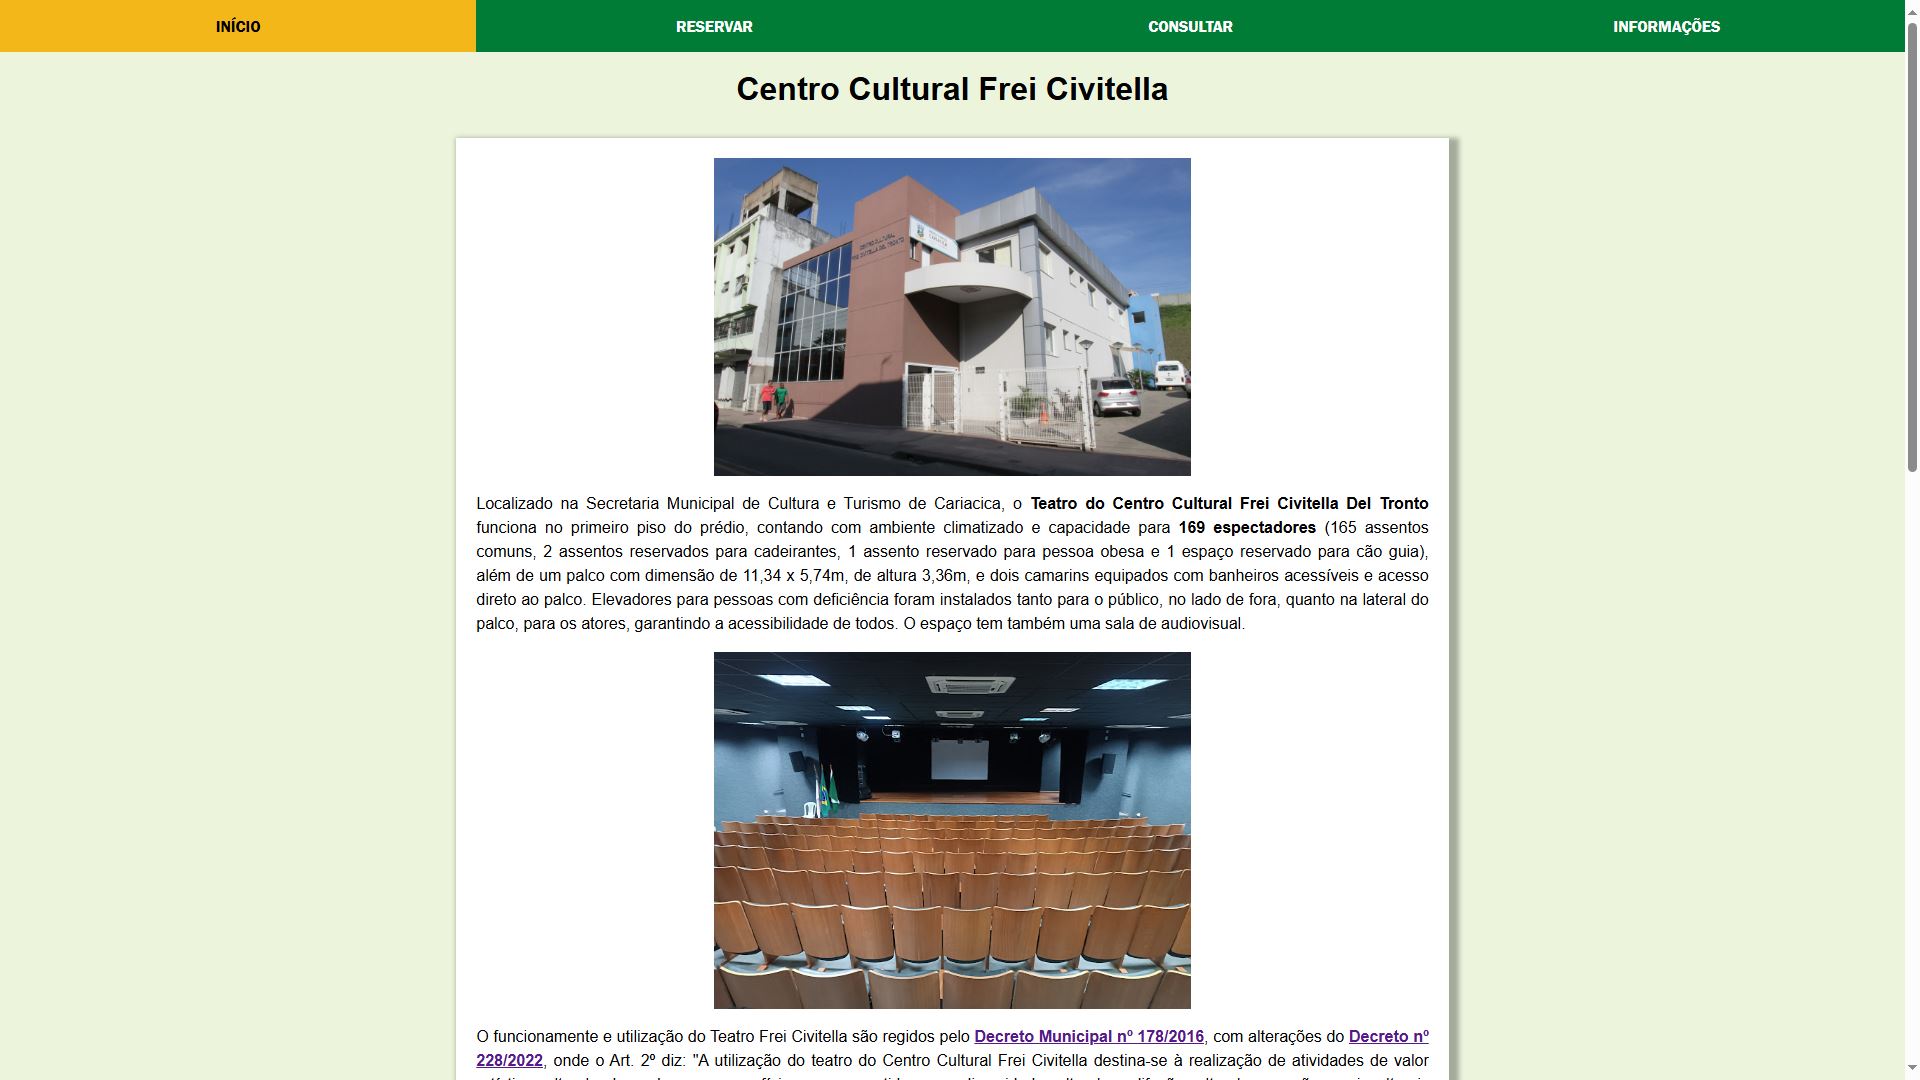 INÍCIO
RESERVAR
CONSULTAR
INFORMAÇÕES
Centro Cultural Frei Civitella
CENTRO CULTURAL
FREI CIVITELLA DEL TRONTO
CARIACICA
Localizado na Secretaria Municipal de Cultura e Turismo de Cariacica, o Teatro do Centro Cultural Frei Civitella Del Tronto
funciona no primeiro piso do prédio, contando com ambiente climatizado e capacidade para 169 espectadores (165 assentos
comuns, 2 assentos reservados para cadeirantes, 1 assento reservado para pessoa obesa e 1 espaço reservado para cão guia),
além de um palco com dimensão de 11,34 x 5,74m, de altura 3,36m, e dois camarins equipados com banheiros acessíveis e acesso
direto ao palco. Elevadores para pessoas com deficiência foram instalados tanto para o público, no lado de fora, quanto na lateral do
palco, para os atores, garantindo a acessibilidade de todos. O espaço tem também uma sala de audiovisual.
O funcionamente e utilização do Teatro Frei Civitella são regidos pelo Decreto Municipal nº 178/2016, com alterações do Decreto nº
228/2022, onde o Art. 2º diz: "A utilização do teatro do Centro Cultural Frei Civitella destina-se à realização de atividades de valor